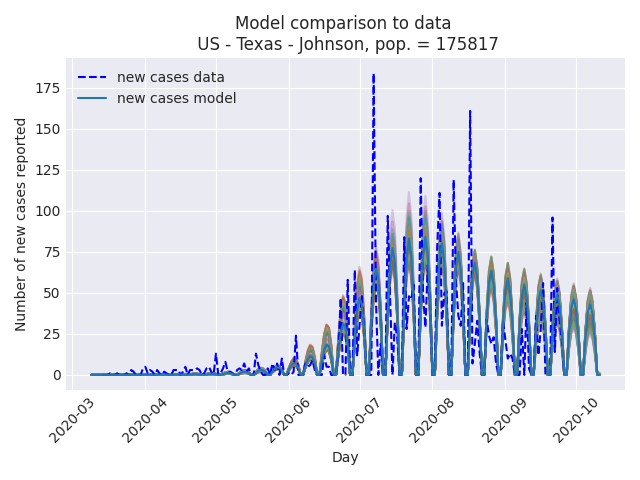 Model comparison to data
US - Texas - Johnson, pop. = 175817
new cases data
new cases model
Number of new cases reported
175
150
125
100
75
50
25
0
2020-03
2020-04
2020-05
2020-06
2020-07
2020-08
2020-09
2020-10
Day